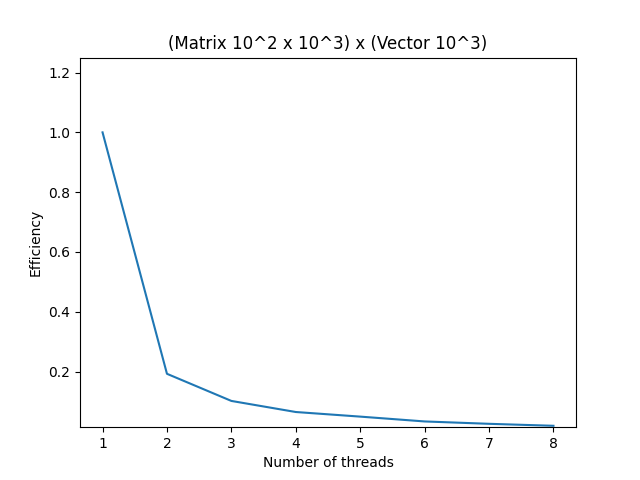 (Matrix 10^2 x 10^3) x (Vector 10^3)
1.2
1.0
0.8
0.6
0.4
0.2
Efficiency
1 2 3 4 5 6 7 8
Number of threads